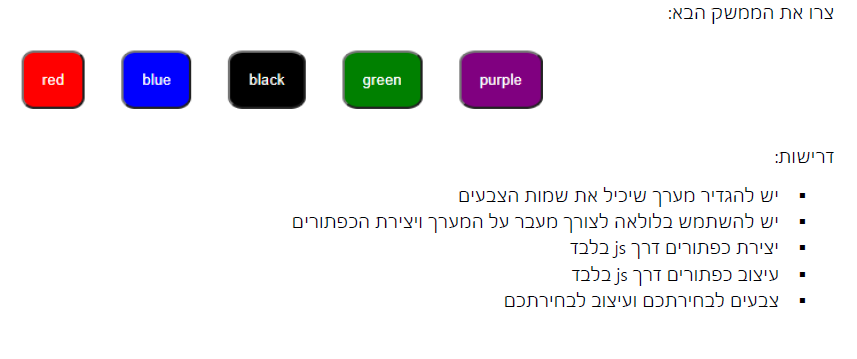 צרו את הממשק הבא:
red blue black green purple
דרישות:
▪ יש להגדיר מערך שיכיל את שמות הצבעים
▪ יש להשתמש בלולאה לצורך מעבר על המערך ויצירת הכפתורים
▪ יצירת כפתורים דרך js בלבד
▪ עיצוב כפתורים דרך js בלבד
▪ צבעים לבחירתכם ועיצוב לבחירתכם